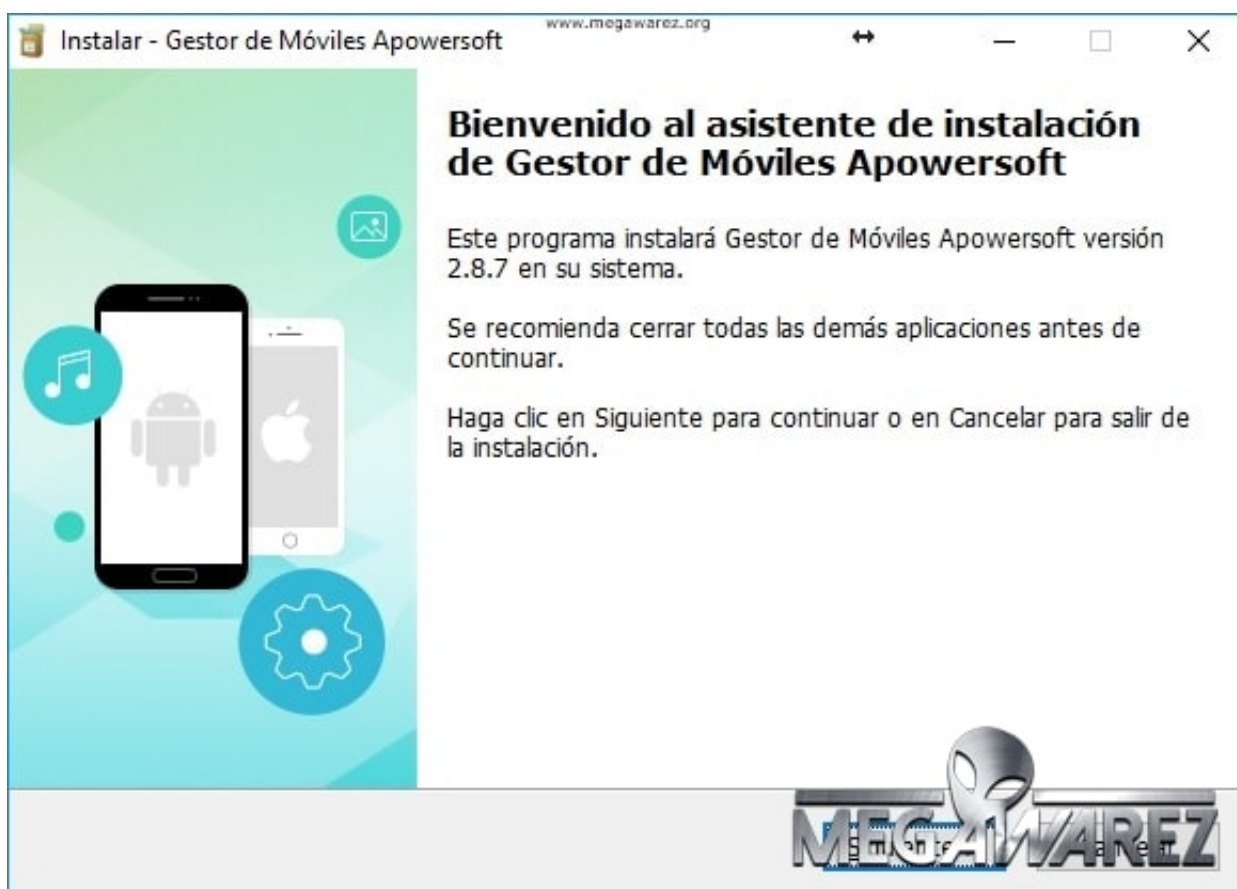 www.megawarez.org
Instalar - Gestor de Móviles Apowersoft
Bienvenido al asistente de instalación
de Gestor de Móviles Apowersoft
Este programa instalará Gestor de Móviles Apowersoft versión
2.8.7 en su sistema.
Se recomienda cerrar todas las demás aplicaciones antes de
continuar.
Haga clic en Siguiente para continuar o en Cancelar para salir de
la instalación.
MEGAWAREZ